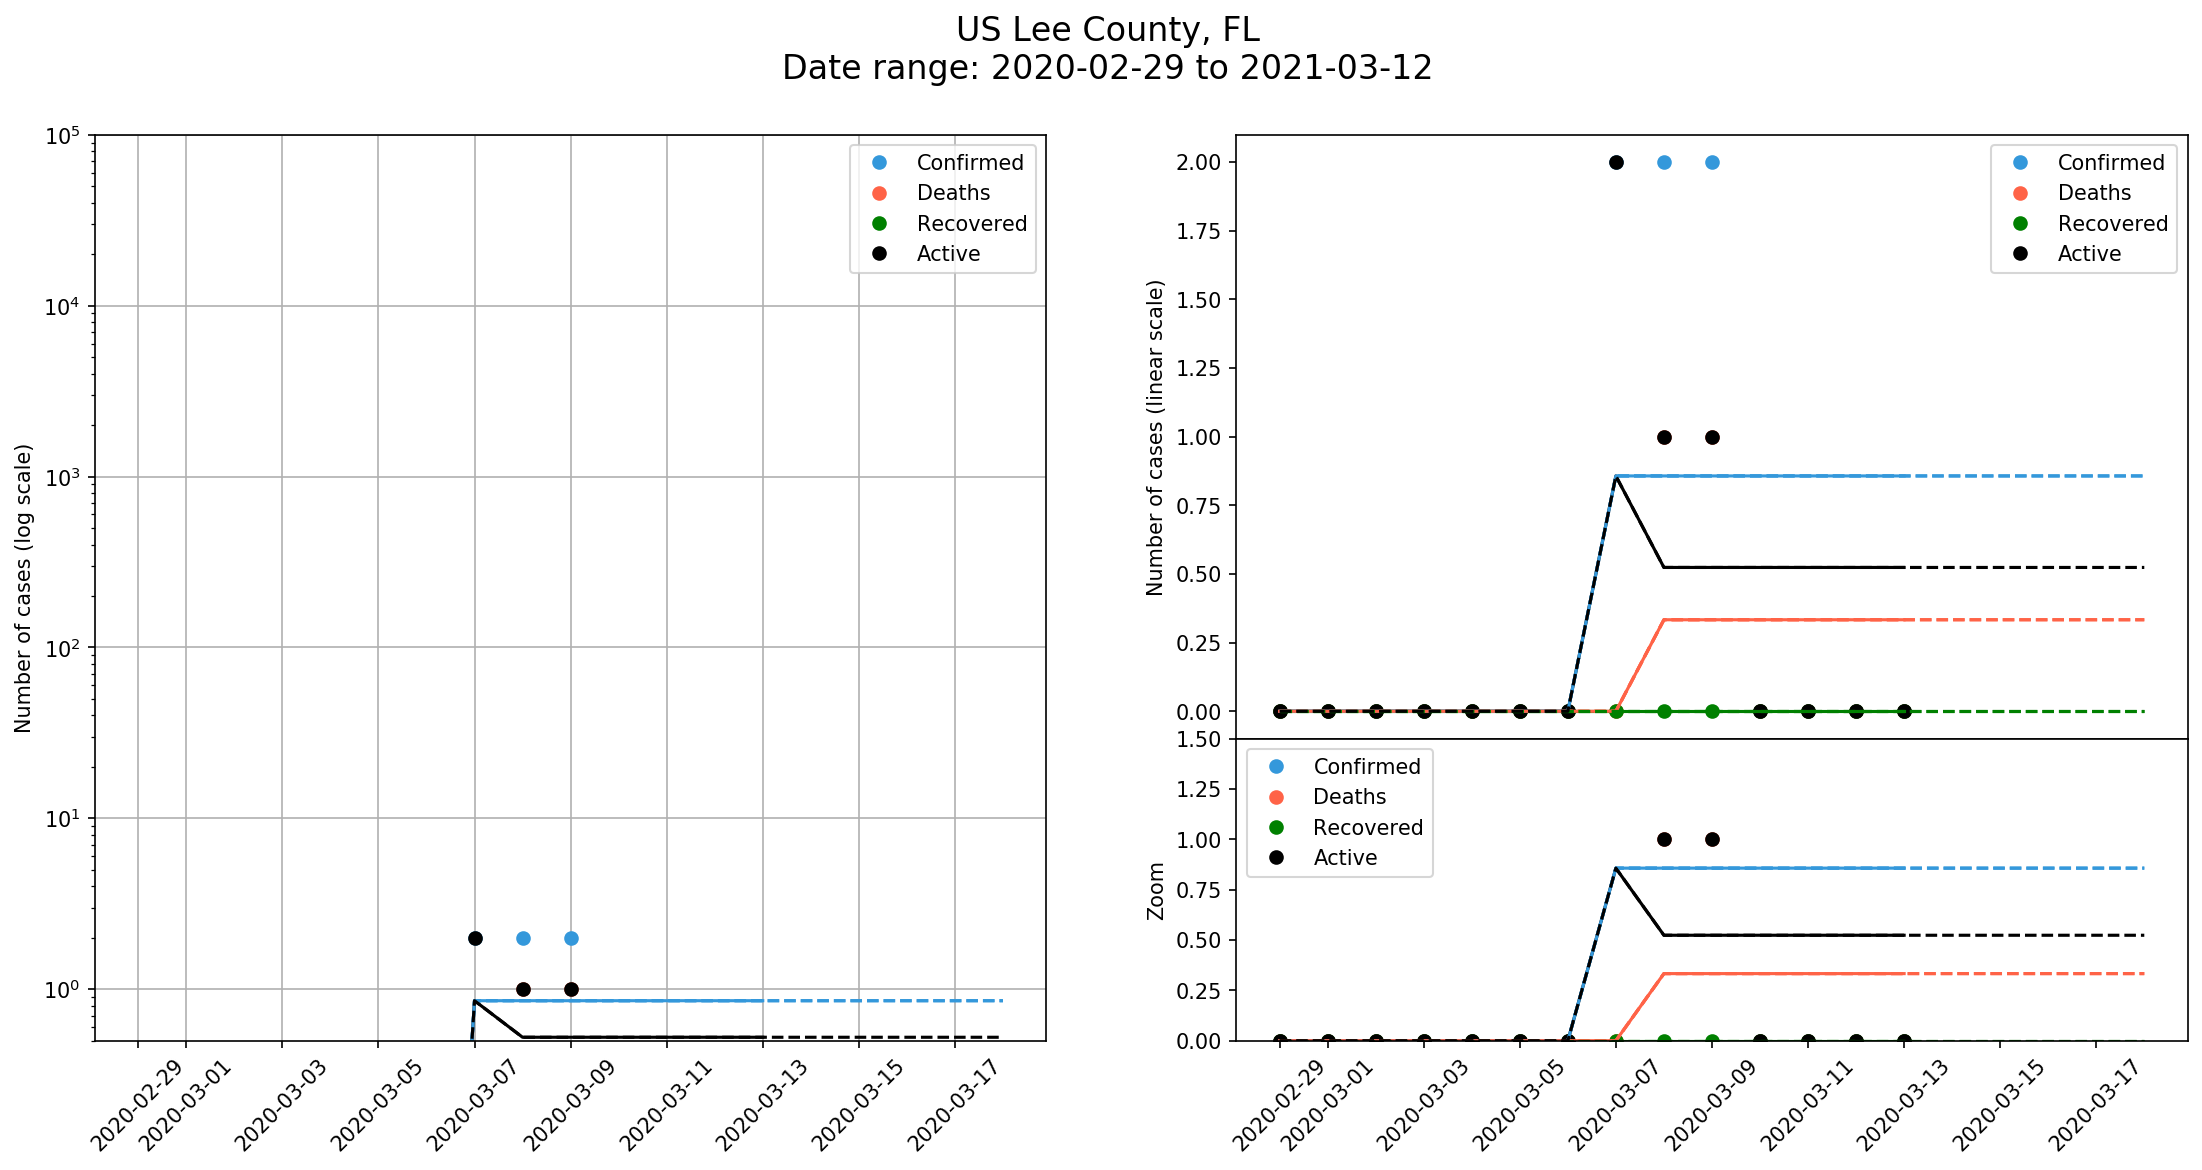 US Lee County, FL
Date range: 2020-02-29 to 2021-03-12
Number of cases (log scale)
10⁵
10⁴
10³
10²
10¹
10⁰
Confirmed
Deaths
Recovered
Active
2020-02-29
2020-03-01
2020-03-03
2020-03-05
2020-03-07
2020-03-09
2020-03-11
2020-03-13
2020-03-15
2020-03-17
Number of cases (linear scale)
2.00
1.75
1.50
1.25
1.00
0.75
0.50
0.25
0.00
Confirmed
Deaths
Recovered
Active
Zoom
1.50
1.25
1.00
0.75
0.50
0.25
0.00
Confirmed
Deaths
Recovered
Active
2020-02-29
2020-03-01
2020-03-03
2020-03-05
2020-03-07
2020-03-09
2020-03-11
2020-03-13
2020-03-15
2020-03-17